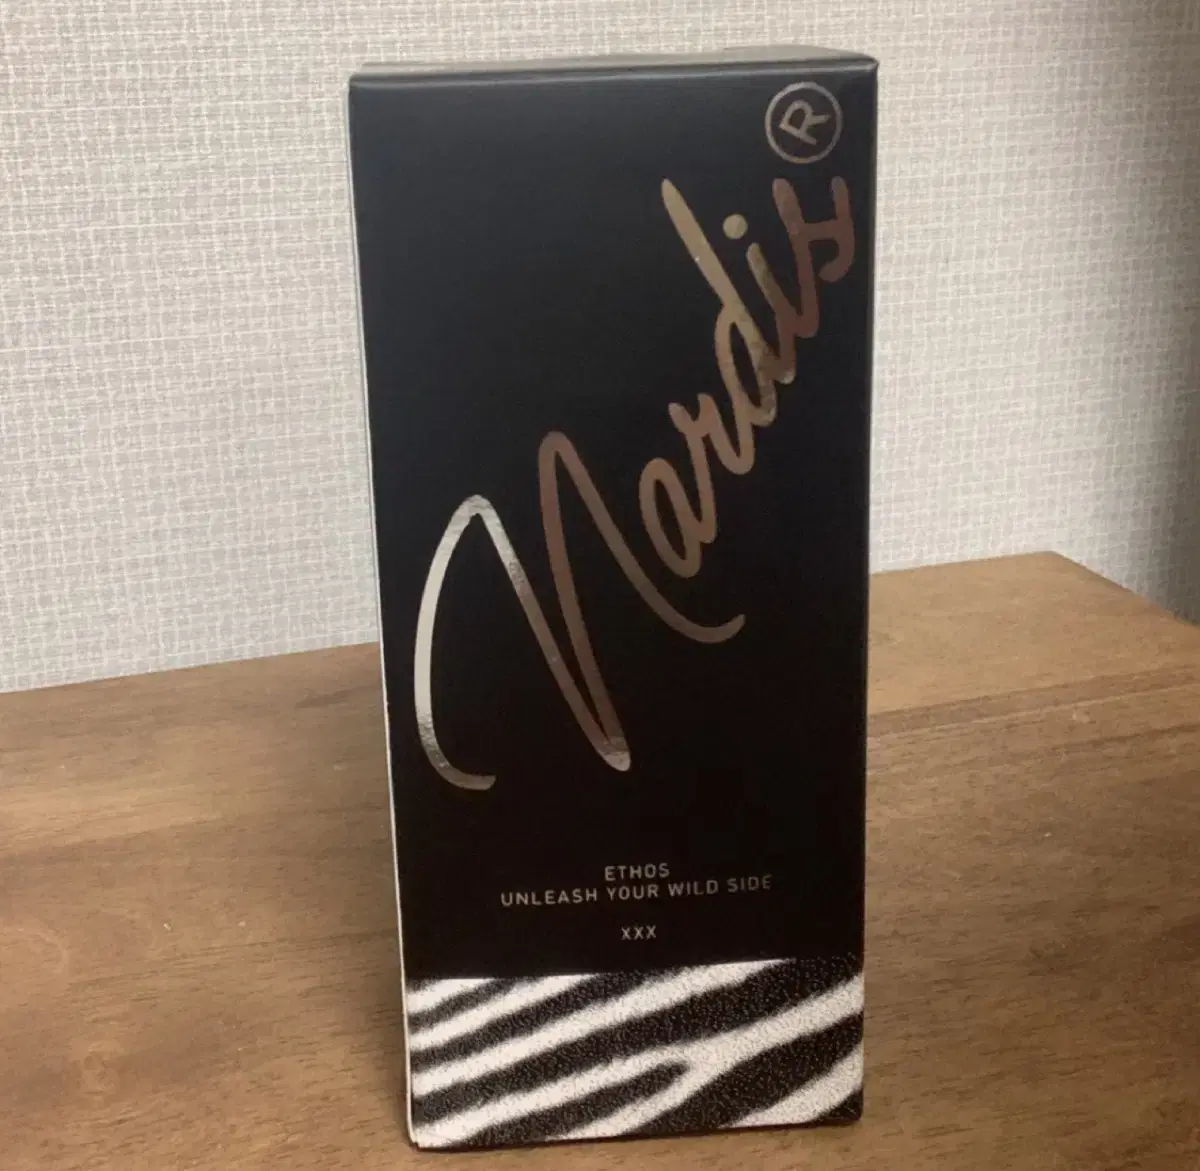 Nardis®
ETHOS
UNLEASH YOUR WILD SIDE
XXX